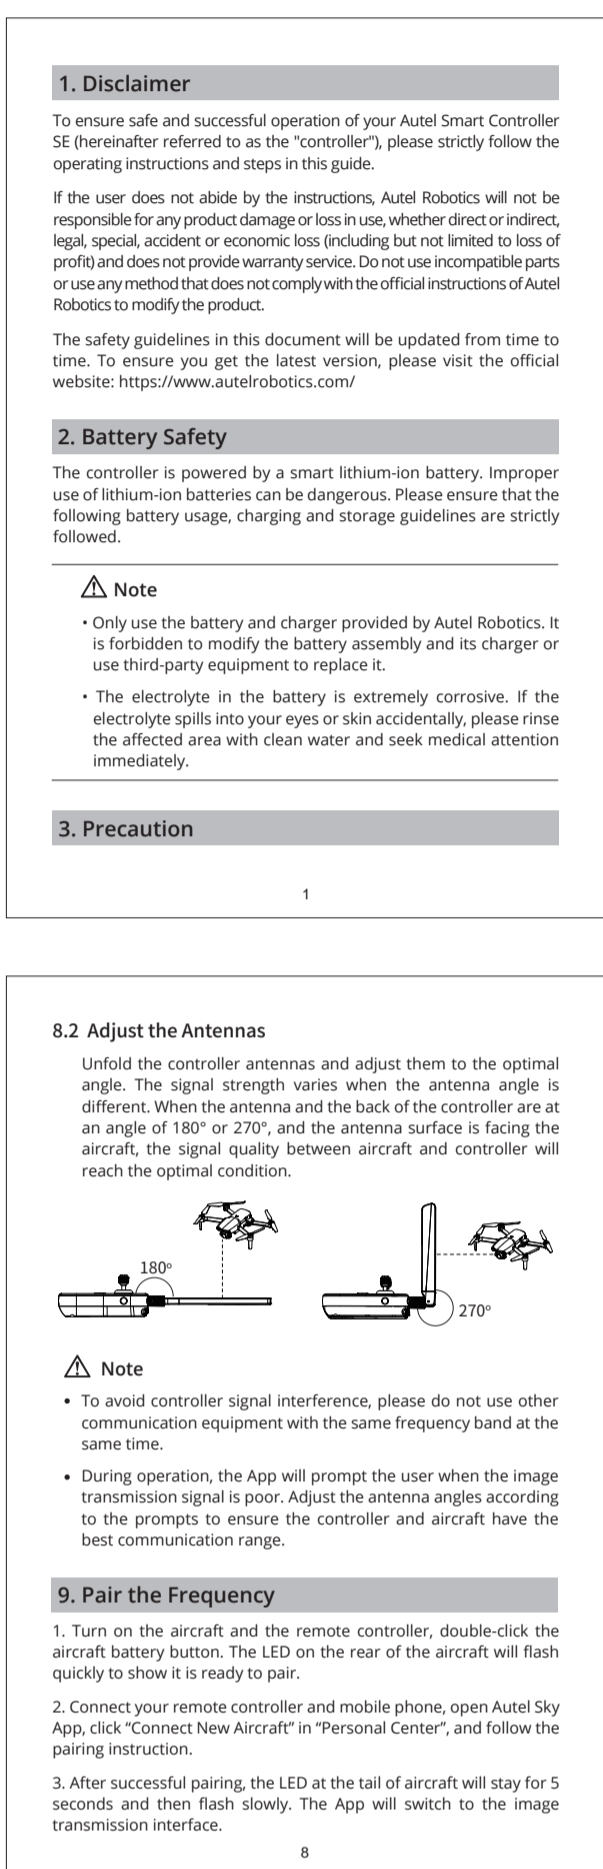 1. Disclaimer
To ensure safe and successful operation of your Autel Smart Controller
SE (hereinafter referred to as the "controller"), please strictly follow the
operating instructions and steps in this guide.
If the user does not abide by the instructions, Autel Robotics will not be
responsible for any product damage or loss in use, whether direct or indirect,
legal, special, accident or economic loss (including but not limited to loss of
profit) and does not provide warranty service. Do not use incompatible parts
or use any method that does not comply with the official instructions of Autel
Robotics to modify the product.
The safety guidelines in this document will be updated from time to
time. To ensure you get the latest version, please visit the official
website: https://www.autelrobotics.com/
2. Battery Safety
The controller is powered by a smart lithium-ion battery. Improper
use of lithium-ion batteries can be dangerous. Please ensure that the
following battery usage, charging and storage guidelines are strictly
followed.
Note
• Only use the battery and charger provided by Autel Robotics. It
is forbidden to modify the battery assembly and its charger or
use third-party equipment to replace it.
• The electrolyte in the battery is extremely corrosive. If the
electrolyte spills into your eyes or skin accidentally, please rinse
the affected area with clean water and seek medical attention
immediately.
3. Precaution
1
8.2 Adjust the Antennas
Unfold the controller antennas and adjust them to the optimal
angle. The signal strength varies when the antenna angle is
different. When the antenna and the back of the controller are at
an angle of 180° or 270°, and the antenna surface is facing the
aircraft, the signal quality between aircraft and controller will
reach the optimal condition.
180°
270°
Note
• To avoid controller signal interference, please do not use other
communication equipment with the same frequency band at the
same time.
• During operation, the App will prompt the user when the image
transmission signal is poor. Adjust the antenna angles according
to the prompts to ensure the controller and aircraft have the
best communication range.
9. Pair the Frequency
1. Turn on the aircraft and the remote controller, double-click the
aircraft battery button. The LED on the rear of the aircraft will flash
quickly to show it is ready to pair.
2. Connect your remote controller and mobile phone, open Autel Sky
App, click “Connect New Aircraft” in “Personal Center”, and follow the
pairing instruction.
3. After successful pairing, the LED at the tail of aircraft will stay for 5
seconds and then flash slowly. The App will switch to the image
transmission interface.
8